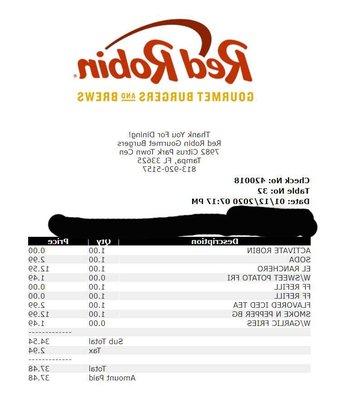 Red Robin®
GOURMET BURGERS AND BREWS
Thank You For Dining!
Red Robin Gourmet Burgers
7982 Citrus Park Town Cen
Tampa, FL 33625
813-920-5157
Check No: 420018
Table No: 32
Date: 01/12/2020 07:17 PM
Description Qty Price
ACTIVATE ROBIN 1.00 0.00
SODA 1.00 2.99
EL RANCHERO 1.00 12.59
W/SWEET POTATO FRI 0.00 1.49
FF REFILL 1.00 0.00
FF REFILL 1.00 0.00
FLAVORED ICED TEA 1.00 2.99
SMOKE N PEPPER BG 1.00 12.99
W/GARLIC FRIES 0.00 1.49
--------------
Sub Total 34.54
Tax 2.94
--------------
Total 37.48
Amount Paid 37.48